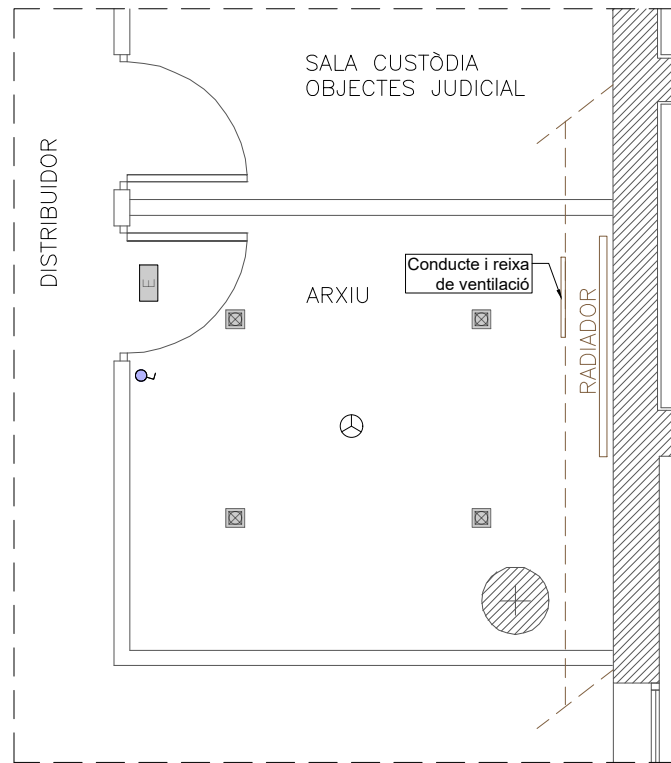 SALA CUSTÒDIA
OBJECTES JUDICIAL
DISTRIBUIDOR
E
ARXIU
Conducte i reixa
de ventilació
RADIADOR